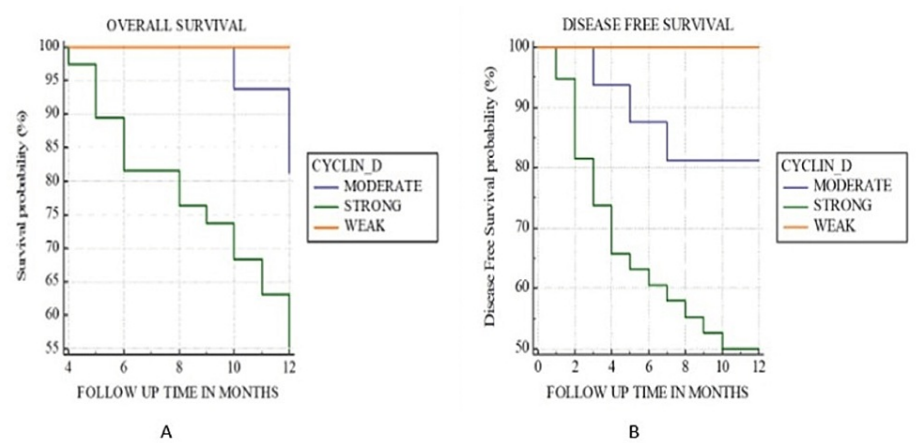 OVERALL SURVIVAL
100
95
90
85
80
75
70
65
60
55
Survival probability (%)
4
6
8
10
12
FOLLOW UP TIME IN MONTHS
CYCLIN_D
MODERATE
STRONG
WEAK
A
DISEASE FREE SURVIVAL
100
90
80
70
60
50
Disease Free Survival probability (%)
0
2
4
6
8
10
12
FOLLOW UP TIME IN MONTHS
CYCLIN_D
MODERATE
STRONG
WEAK
B